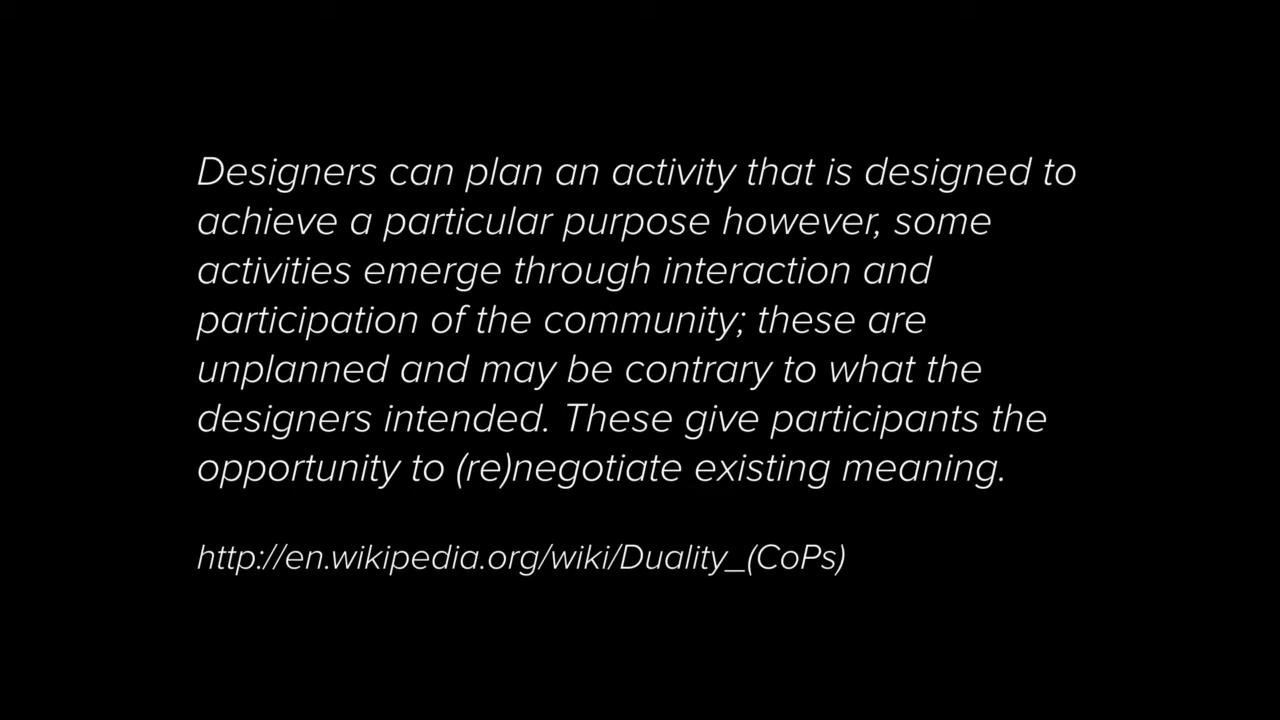 Designers can plan an activity that is designed to
achieve a particular purpose however, some
activities emerge through interaction and
participation of the community; these are
unplanned and may be contrary to what the
designers intended. These give participants the
opportunity to (re)negotiate existing meaning.
http://en.wikipedia.org/wiki/Duality_(CoPs)